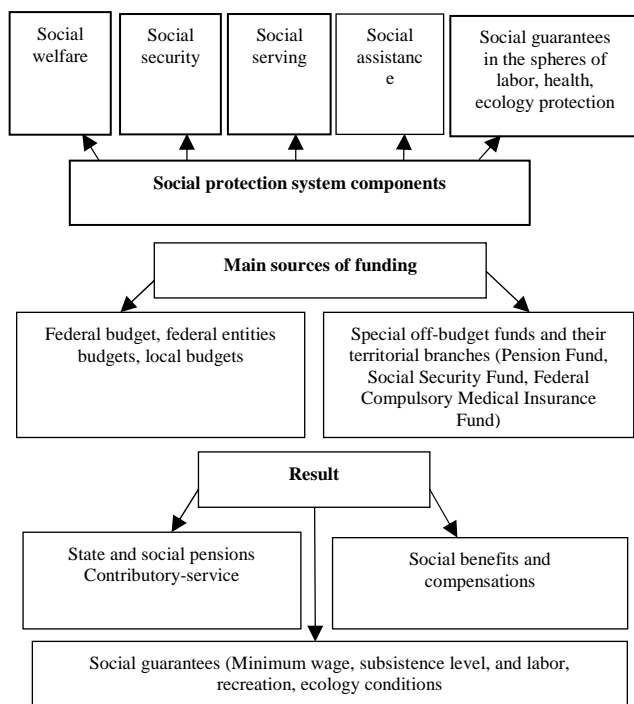 Social
welfare
Social
security
Social
serving
Social
assistanc
e
Social guarantees
in the spheres of
labor, health,
ecology protection
Social protection system components
Main sources of funding
Federal budget, federal entities
budgets, local budgets
Special off-budget funds and their
territorial branches (Pension Fund,
Social Security Fund, Federal
Compulsory Medical Insurance
Fund)
Result
State and social pensions
Contributory-service
Social benefits and
compensations
Social guarantees (Minimum wage, subsistence level, and labor,
recreation, ecology conditions